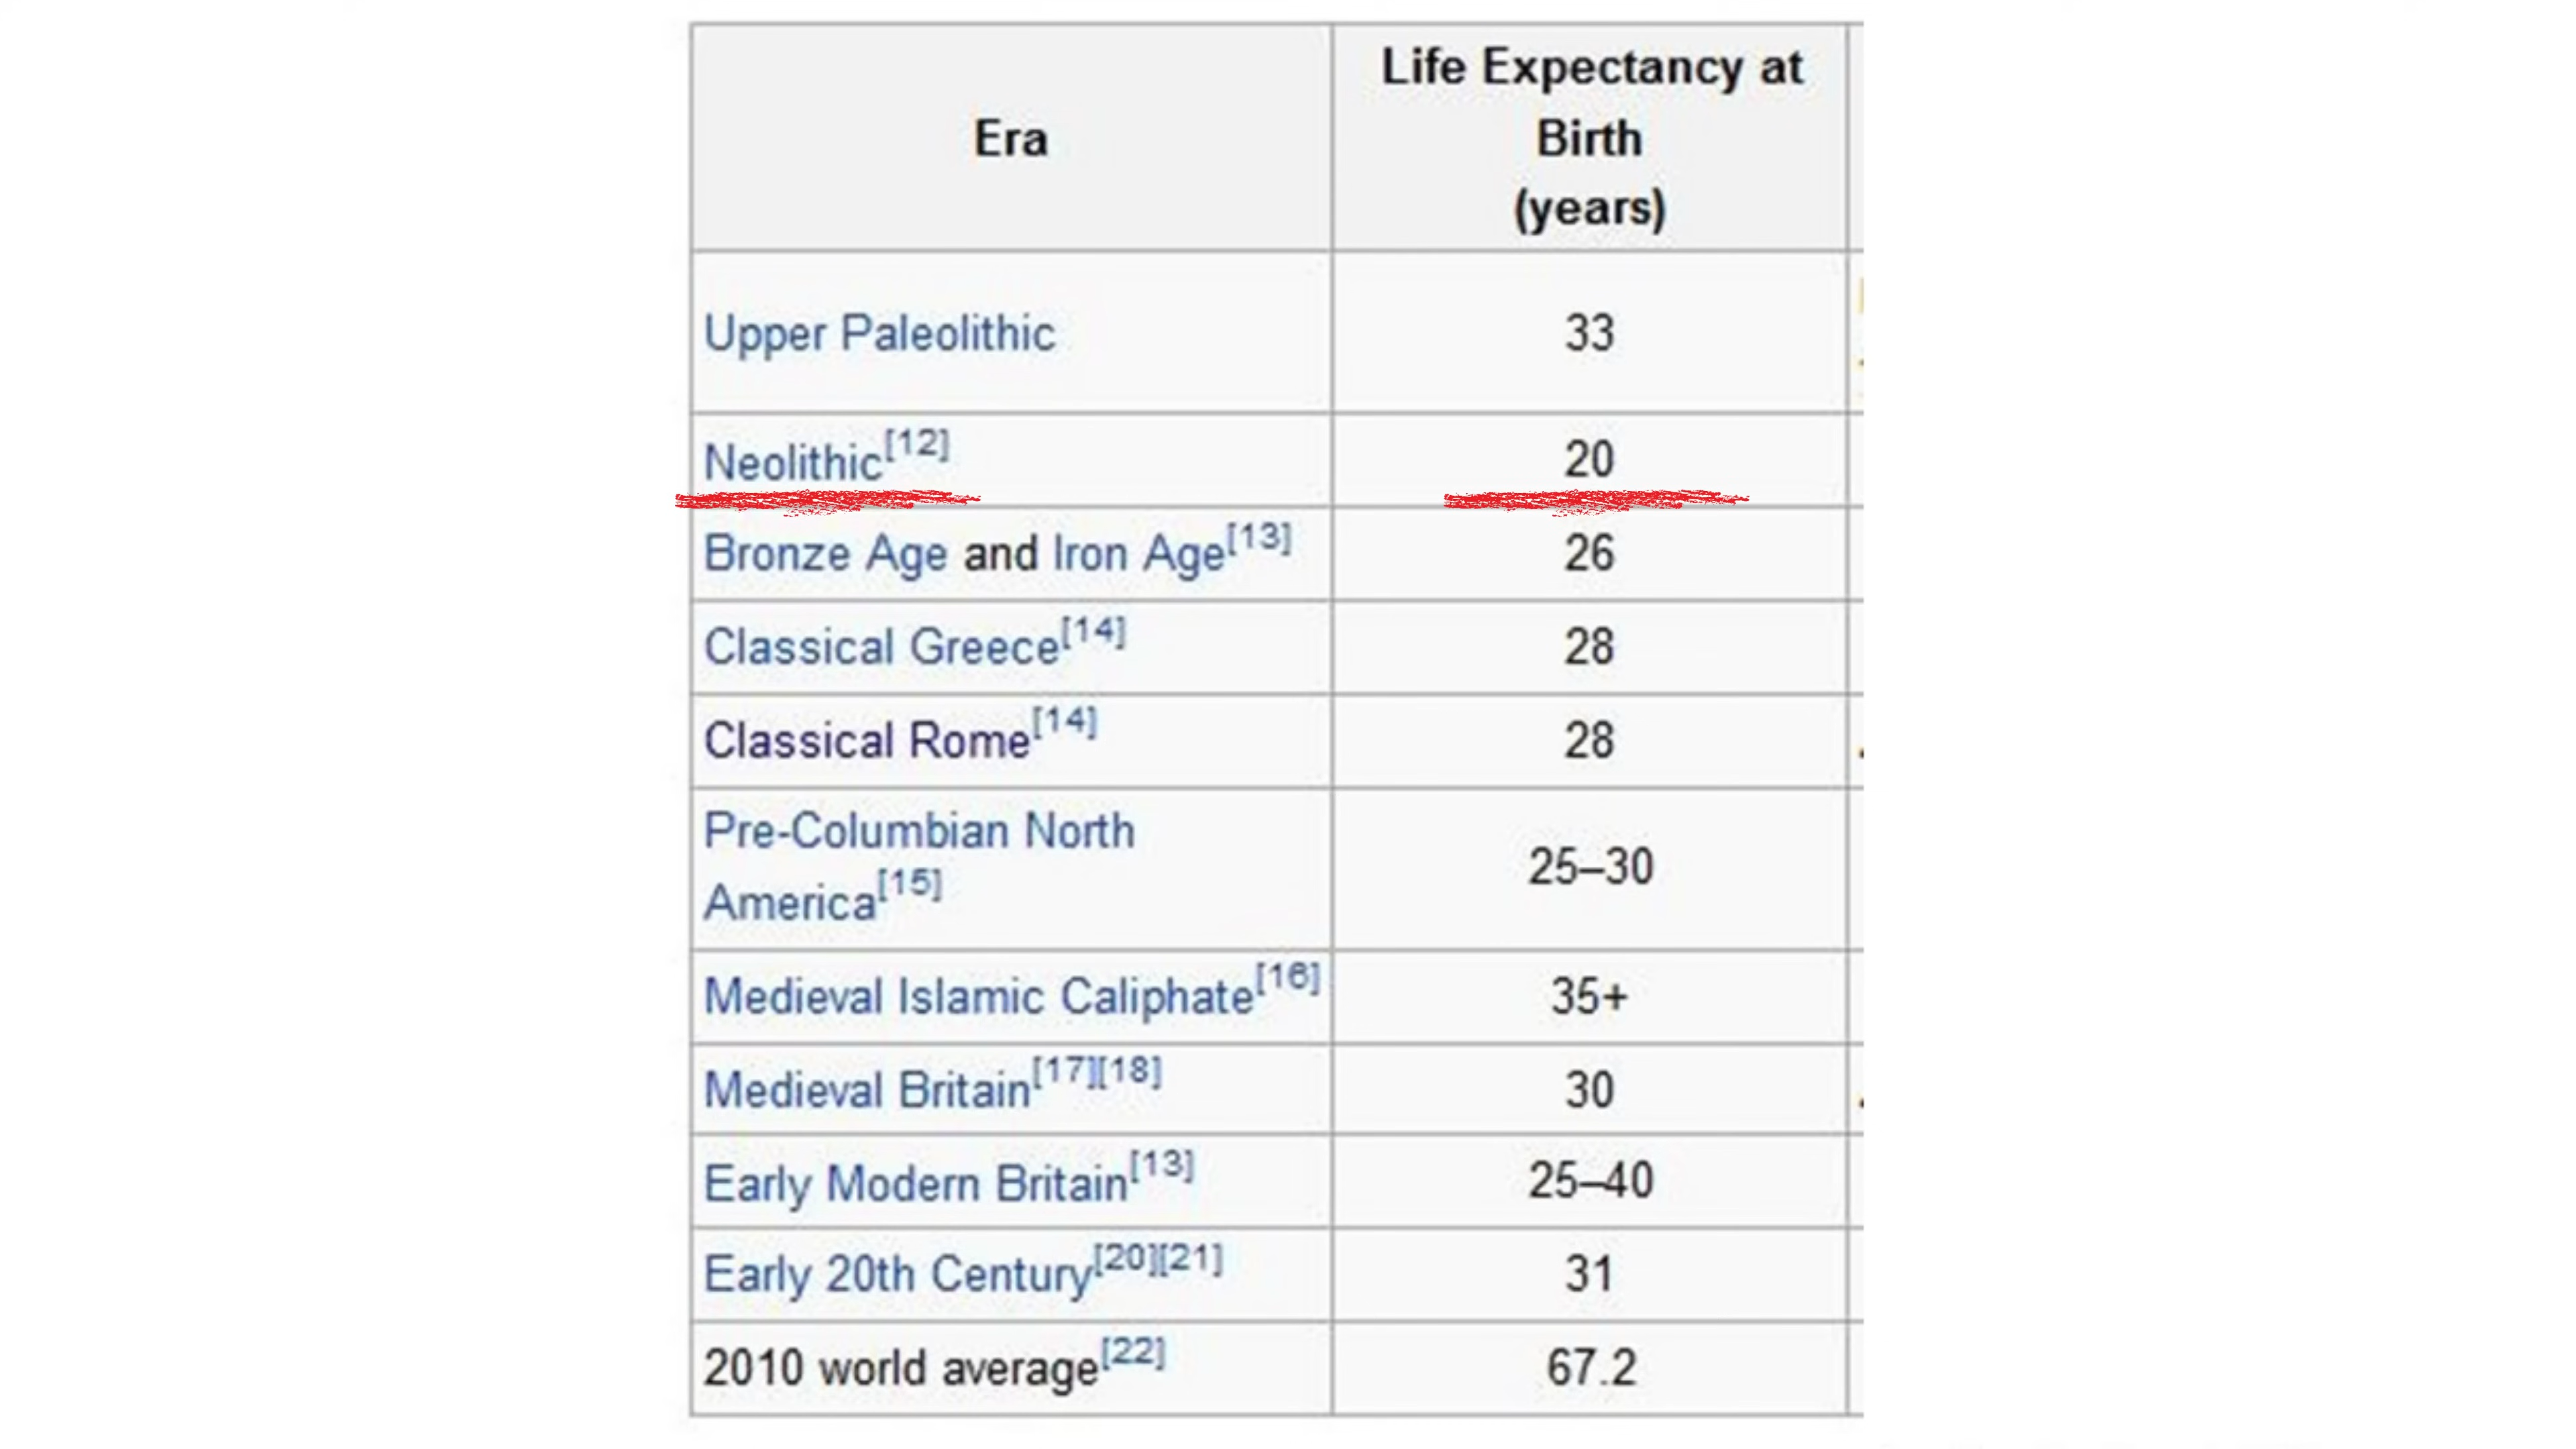 Era
Life Expectancy at
Birth
(years)
Upper Paleolithic
33
Neolithic[12]
20
Bronze Age and Iron Age[13]
26
Classical Greece[14]
28
Classical Rome[14]
28
Pre-Columbian North
America[15]
25–30
Medieval Islamic Caliphate[16]
35+
Medieval Britain[17][18]
30
Early Modern Britain[13]
25–40
Early 20th Century[20][21]
31
2010 world average[22]
67.2